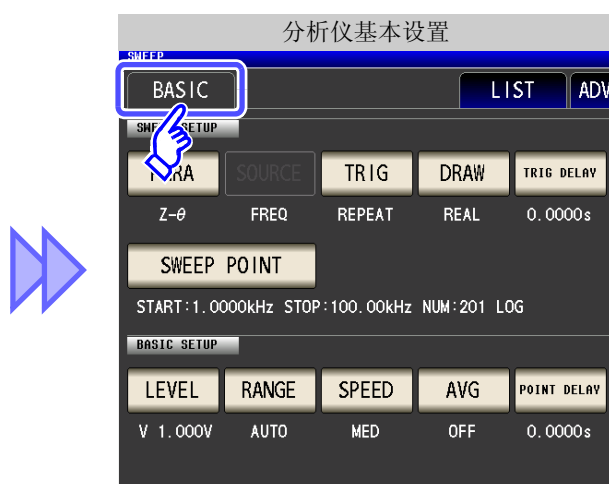 分析仪基本设置
SWEEP
BASIC LIST ADV
SWEEP SETUP
PARA SOURCE TRIG DRAW TRIG DELAY
Z-θ FREQ REPEAT REAL 0.0000s
SWEEP POINT
START:1.0000kHz STOP:100.00kHz NUM:201 LOG
BASIC SETUP
LEVEL RANGE SPEED AVG POINT DELAY
V 1.000V AUTO MED OFF 0.0000s